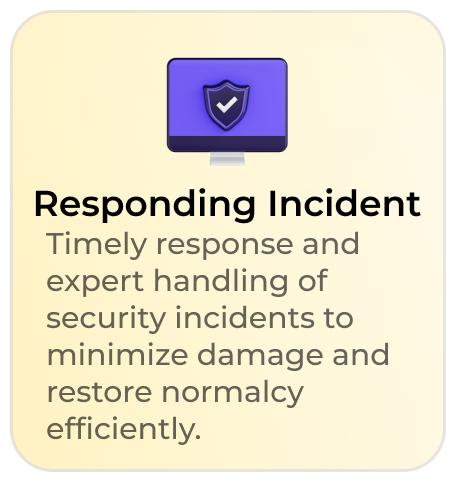 Responding Incident
Timely response and
expert handling of
security incidents to
minimize damage and
restore normalcy
efficiently.